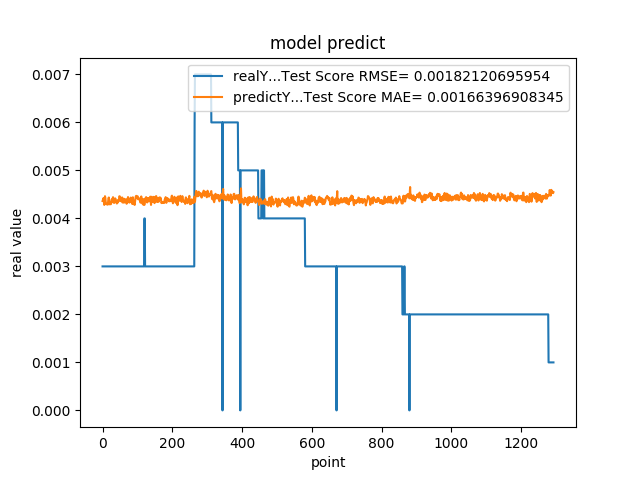 model predict
realY...Test Score RMSE= 0.00182120695954
predictY...Test Score MAE= 0.00166396908345
0.007
0.006
0.005
0.004
0.003
0.002
0.001
0.000
real value
0 200 400 600 800 1000 1200
point